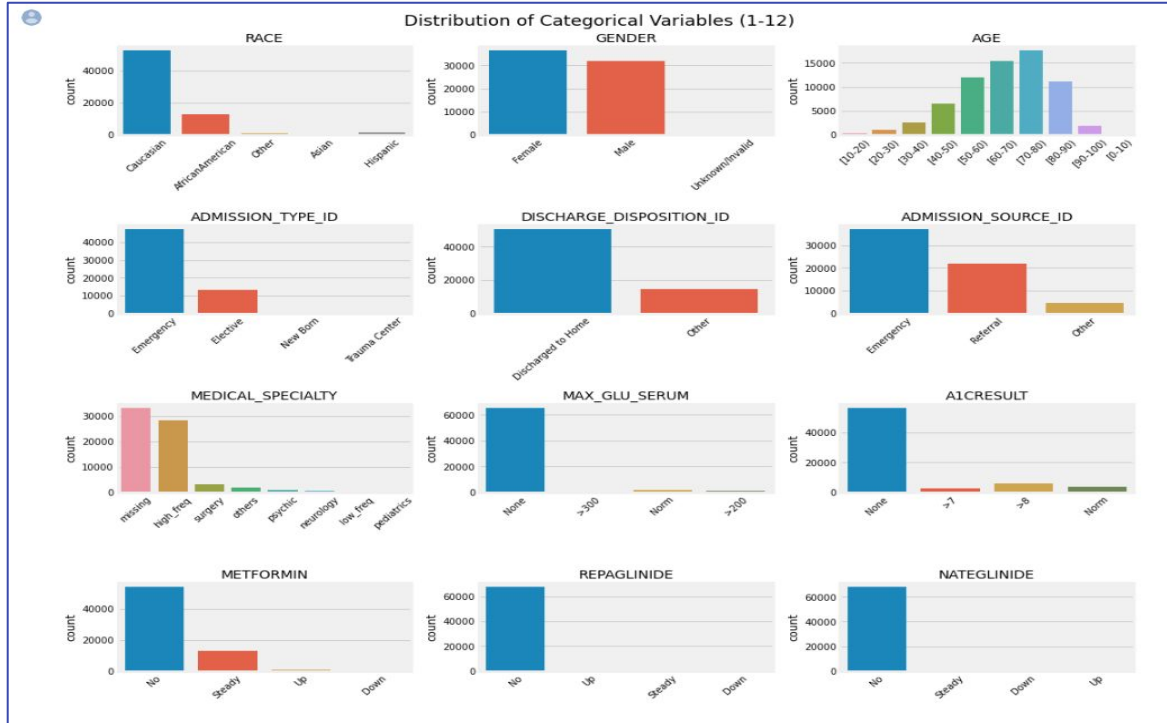 Distribution of Categorical Variables (1-12)
RACE
count
40000
20000
0
Caucasian
AfricanAmerican
Other
Asian
Hispanic
GENDER
count
30000
20000
10000
0
Female
Male
Unknown/Invalid
AGE
count
15000
10000
5000
0
[10-20)
[20-30)
[30-40)
[40-50)
[50-60)
[60-70)
[70-80)
[80-90)
[90-100)
[0-10)
ADMISSION_TYPE_ID
count
40000
30000
20000
10000
0
Emergency
Elective
New Born
Trauma Center
DISCHARGE_DISPOSITION_ID
count
40000
20000
0
Discharged to Home
Other
ADMISSION_SOURCE_ID
count
30000
20000
10000
0
Emergency
Referral
Other
MEDICAL_SPECIALTY
count
30000
20000
10000
0
missing
high_freq
surgery
others
psychic
neurology
low_freq
pediatrics
MAX_GLU_SERUM
count
60000
40000
20000
0
None
>300
Norm
>200
A1CRESULT
count
40000
20000
0
None
>7
>8
Norm
METFORMIN
count
40000
20000
0
No
Steady
Up
Down
REPAGLINIDE
count
60000
40000
20000
0
No
Up
Steady
Down
NATEGLINIDE
count
60000
40000
20000
0
No
Steady
Down
Up